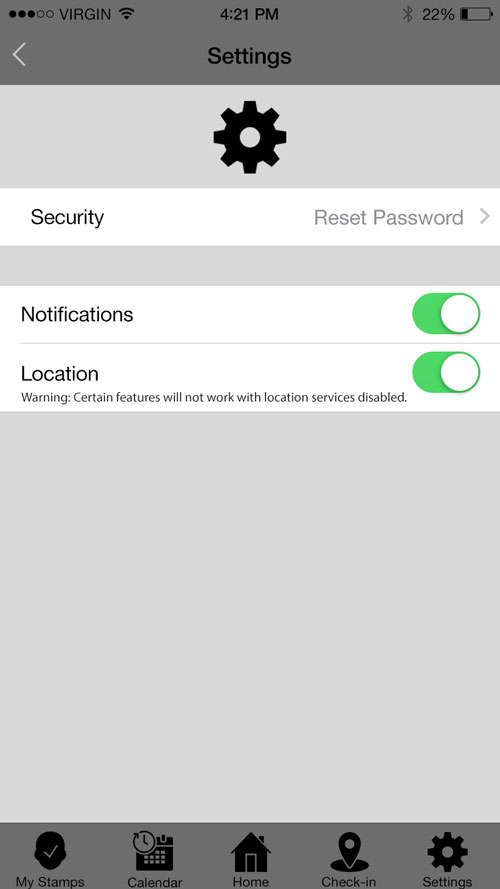 VIRGIN 4:21 PM 22%
Settings
Security Reset Password
Notifications
Location
Warning: Certain features will not work with location services disabled.
My Stamps Calendar Home Check-in Settings